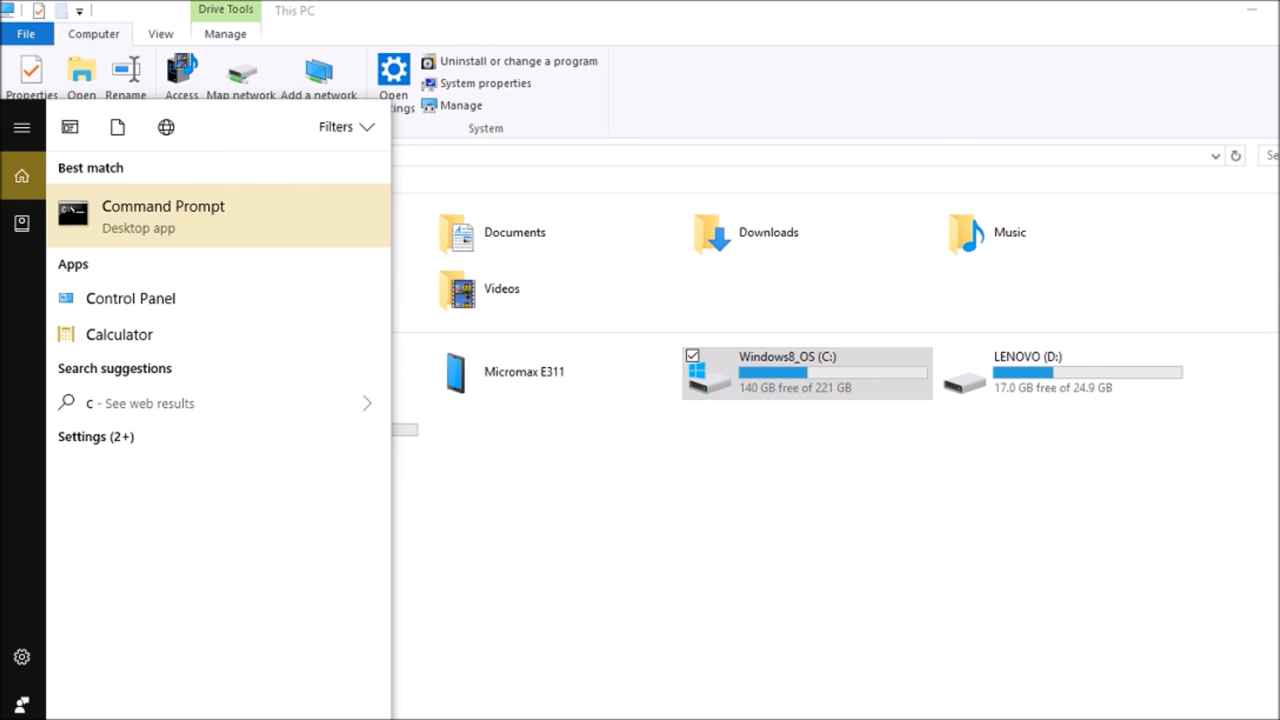 Drive Tools
This PC
File
Computer
View
Manage
Properties
Open
Rename
Access
Map network
Add a network
Open
Uninstall or change a program
System properties
Manage
System
Filters
Best match
C:\_
Command Prompt
Desktop app
Apps
Control Panel
Calculator
Search suggestions
c - See web results
Settings (2+)
Documents
Downloads
Music
Videos
Micromax E311
Windows8_OS (C:)
140 GB free of 221 GB
LENOVO (D:)
17.0 GB free of 24.9 GB